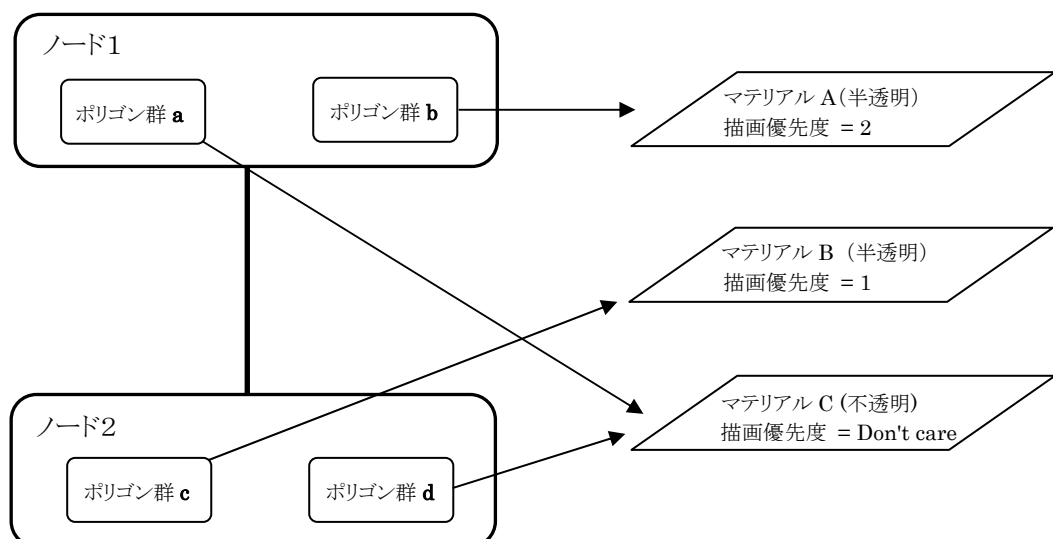 ノード1
ポリゴン群 a
ポリゴン群 b
マテリアル A(半透明)
描画優先度 = 2
マテリアル B (半透明)
描画優先度 = 1
マテリアル C (不透明)
描画優先度 = Don't care
ノード2
ポリゴン群 c
ポリゴン群 d